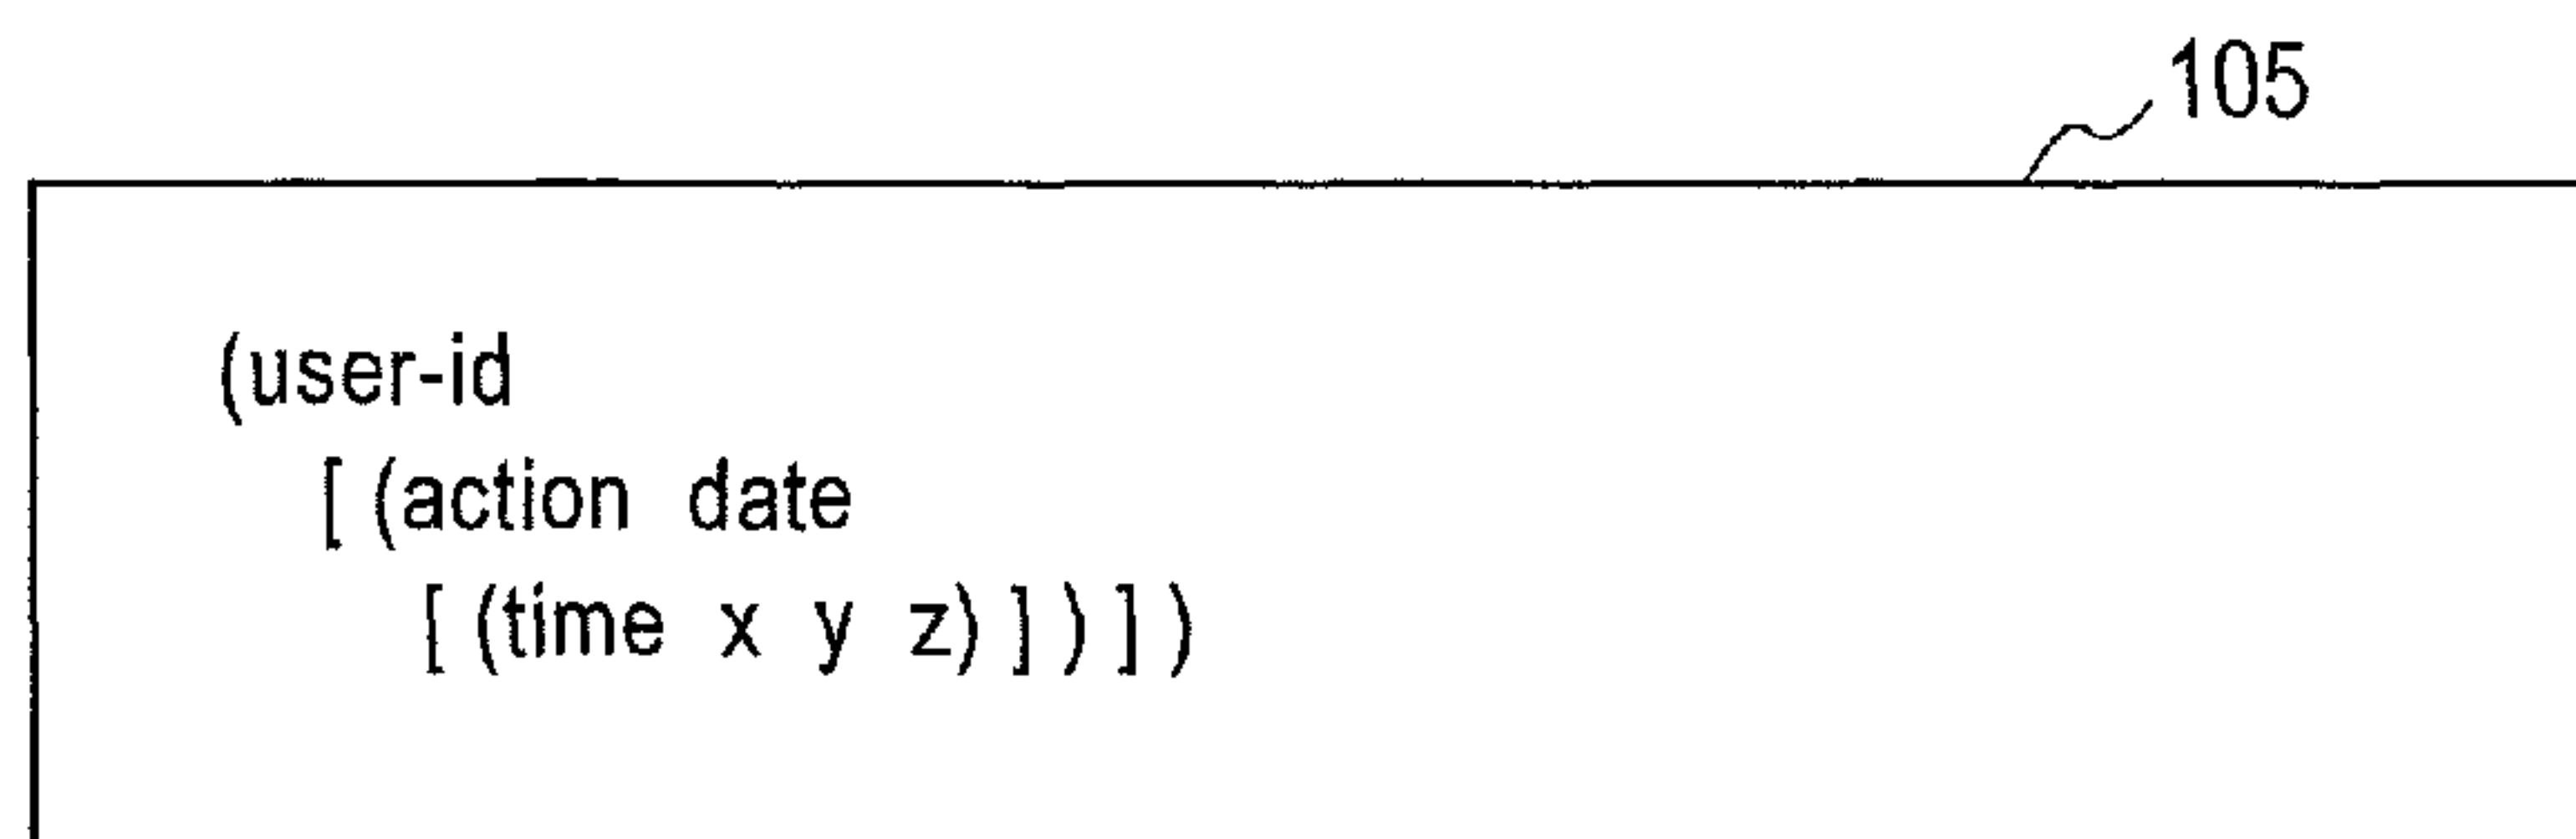 105
(user-id
[ (action date
[ (time x y z) ] ) ] )